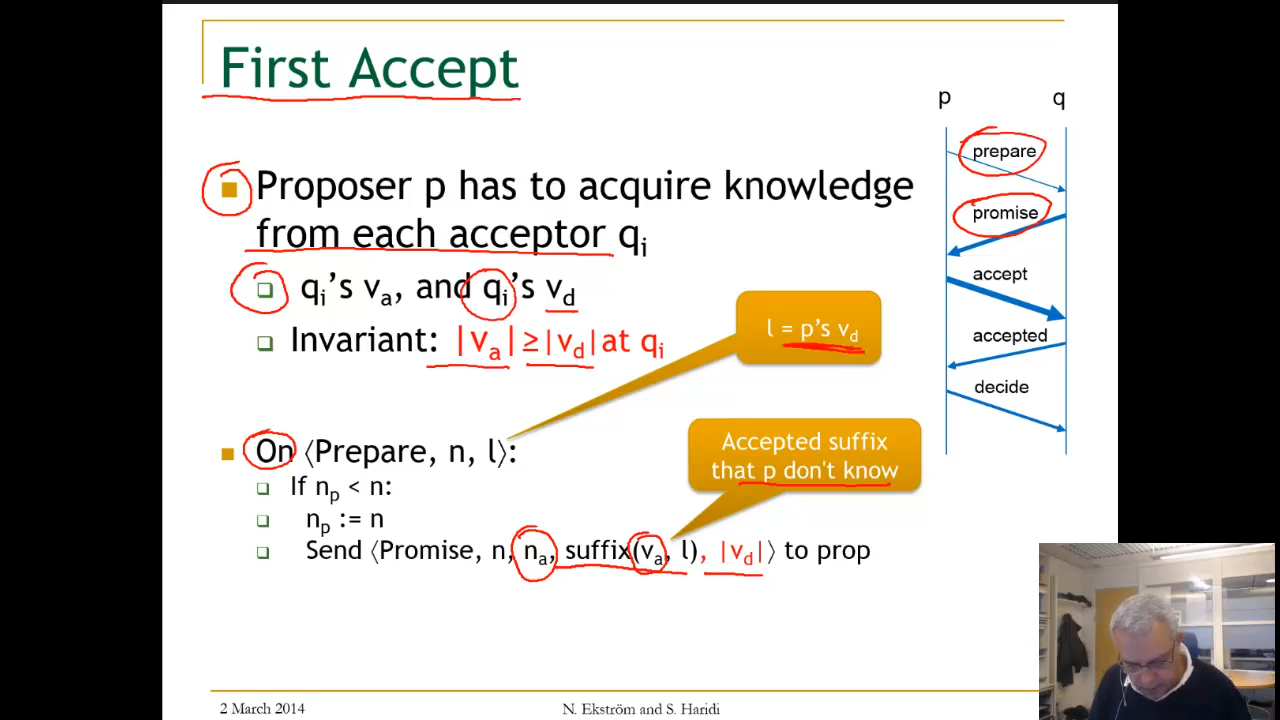 First Accept
Proposer p has to acquire knowledge
from each acceptor qi
qi's va, and qi's vd
Invariant: |va| ≥ |vd| at qi
l = p's vd
On ⟨Prepare, n, l⟩:
Accepted suffix
that p don't know
If np < n:
np := n
Send ⟨Promise, n, na, suffix(va, l), |vd|⟩ to prop
p q
prepare
promise
accept
accepted
decide
2 March 2014
N. Ekström and S. Haridi